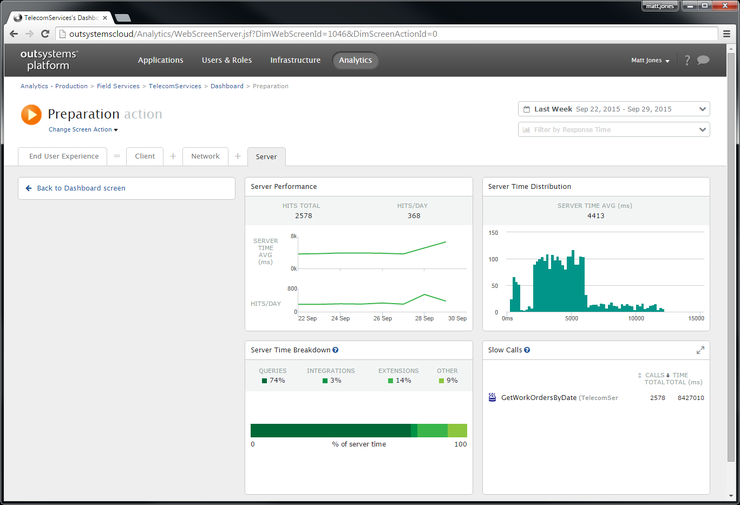 matt.jones
TelecomServices's Dashbo
outsystemscloud/Analytics/WebScreenServer.jsf?DimWebScreenId=1046&DimScreenActionId=0
outsystems
platform
Applications
Users & Roles
Infrastructure
Analytics
Matt Jones
?
Analytics - Production > Field Services > TelecomServices > Dashboard > Preparation
Preparation action
Change Screen Action
Last Week Sep 22, 2015 - Sep 29, 2015
Filter by Response Time
End User Experience = Client + Network + Server
Back to Dashboard screen
Server Performance
HITS TOTAL HITS/DAY
2578 368
SERVER
TIME
AVG
(ms)
8k
0k
HITS/DAY
800
0
22 Sep 24 Sep 26 Sep 28 Sep 30 Sep
Server Time Distribution
SERVER TIME AVG (ms)
4413
150
100
50
0
0ms 5000 10000 15000
Server Time Breakdown ?
QUERIES INTEGRATIONS EXTENSIONS OTHER
74% 3% 14% 9%
0 % of server time 100
Slow Calls ?
CALLS TIME
TOTAL TOTAL (ms)
GetWorkOrdersByDate (TelecomSer 2578 8427010